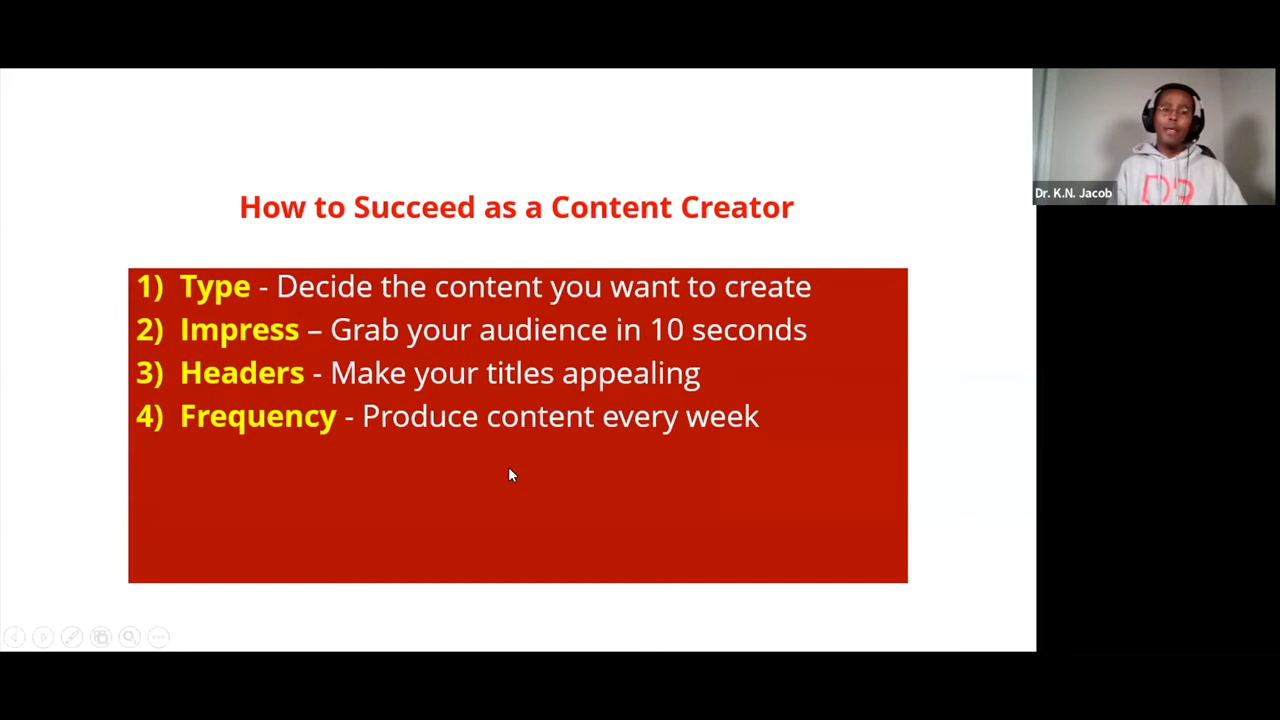 How to Succeed as a Content Creator
1) Type - Decide the content you want to create
2) Impress – Grab your audience in 10 seconds
3) Headers - Make your titles appealing
4) Frequency - Produce content every week
Dr. K.N. Jacob
DR